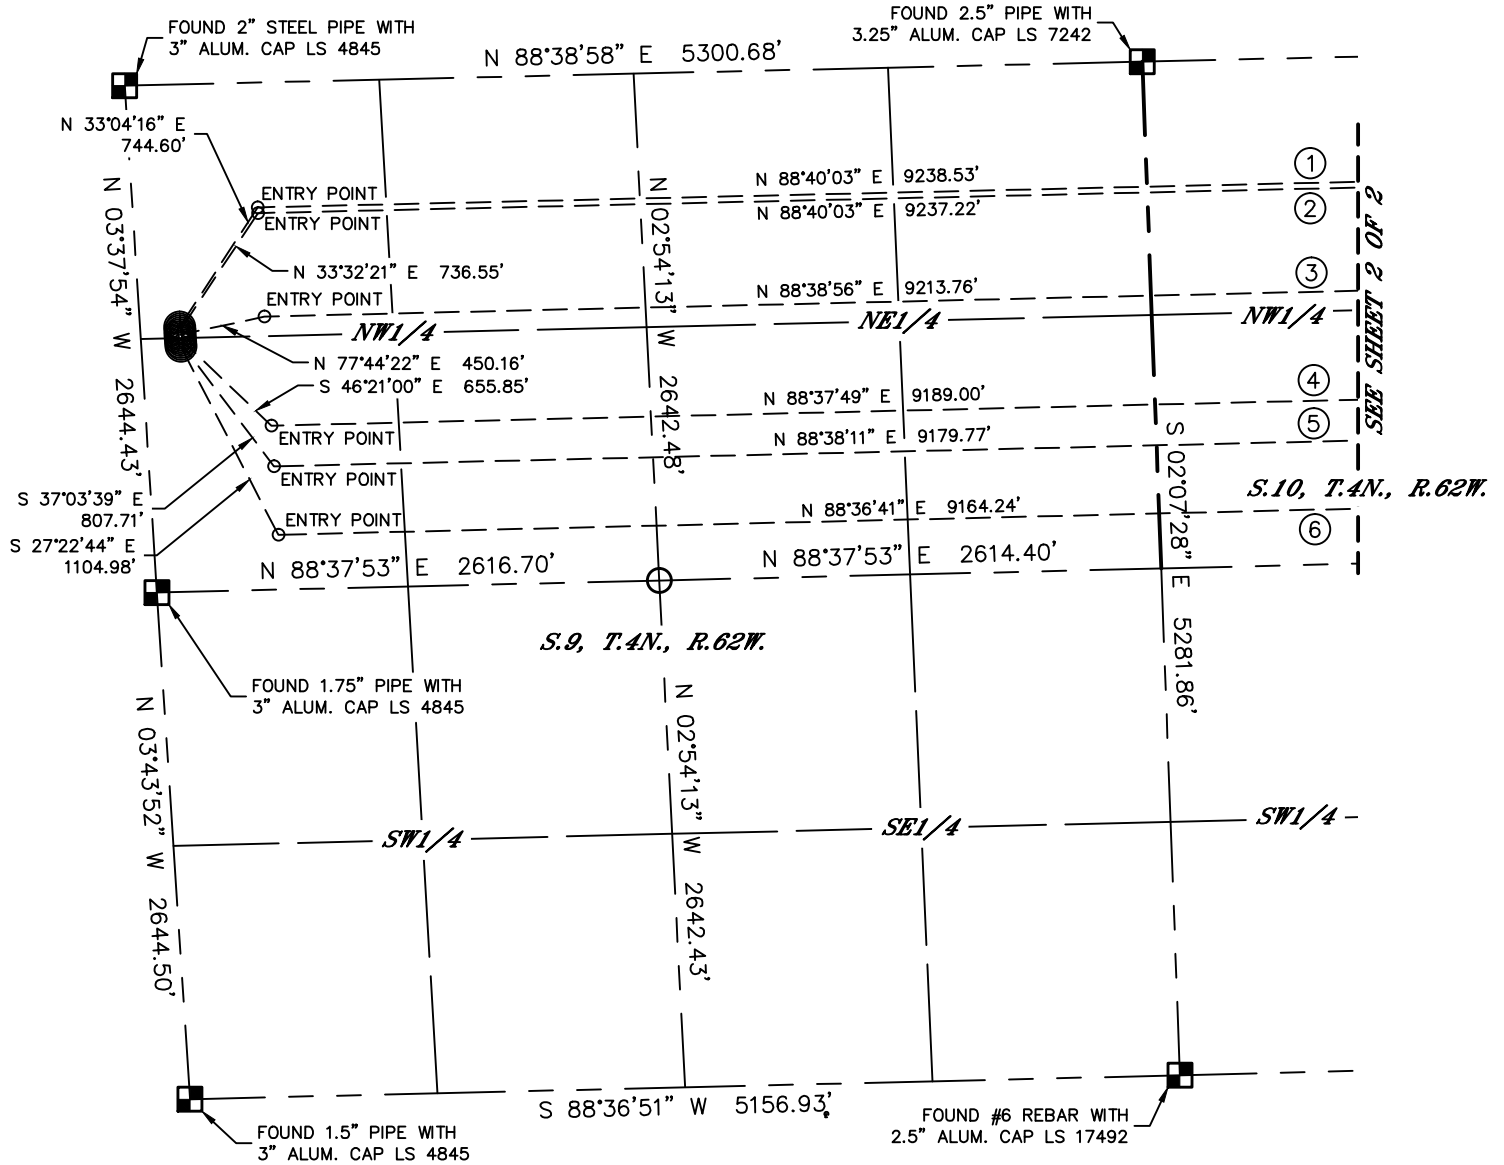 FOUND 2" STEEL PIPE WITH
3" ALUM. CAP LS 4845
FOUND 2.5" PIPE WITH
3.25" ALUM. CAP LS 7242
N 88°38'58" E 5300.68'
N 33°04'16" E
744.60'
N 03°37'54" W 2644.43'
ENTRY POINT
ENTRY POINT
N 02°54'13" W 2642.48'
N 88°40'03" E 9238.53'
N 88°40'03" E 9237.22'
1
2
SEE SHEET 2 OF 2
N 33°32'21" E 736.55'
ENTRY POINT
N 88°38'56" E 9213.76'
3
NW1/4
NE1/4
NW1/4
N 77°44'22" E 450.16'
S 46°21'00" E 655.85'
N 88°37'49" E 9189.00'
4
ENTRY POINT
N 88°38'11" E 9179.77'
5
S 02°07'28" E 5281.86'
ENTRY POINT
S 37°03'39" E
807.71'
S.10, T.4N., R.62W.
ENTRY POINT
N 88°36'41" E 9164.24'
6
S 27°22'44" E
1104.98'
N 88°37'53" E 2616.70'
N 88°37'53" E 2614.40'
S.9, T.4N., R.62W.
FOUND 1.75" PIPE WITH
3" ALUM. CAP LS 4845
N 03°43'52" W 2644.50'
N 02°54'13" W 2642.43'
SW1/4
SE1/4
SW1/4
S 88°36'51" W 5156.93'
FOUND 1.5" PIPE WITH
3" ALUM. CAP LS 4845
FOUND #6 REBAR WITH
2.5" ALUM. CAP LS 17492